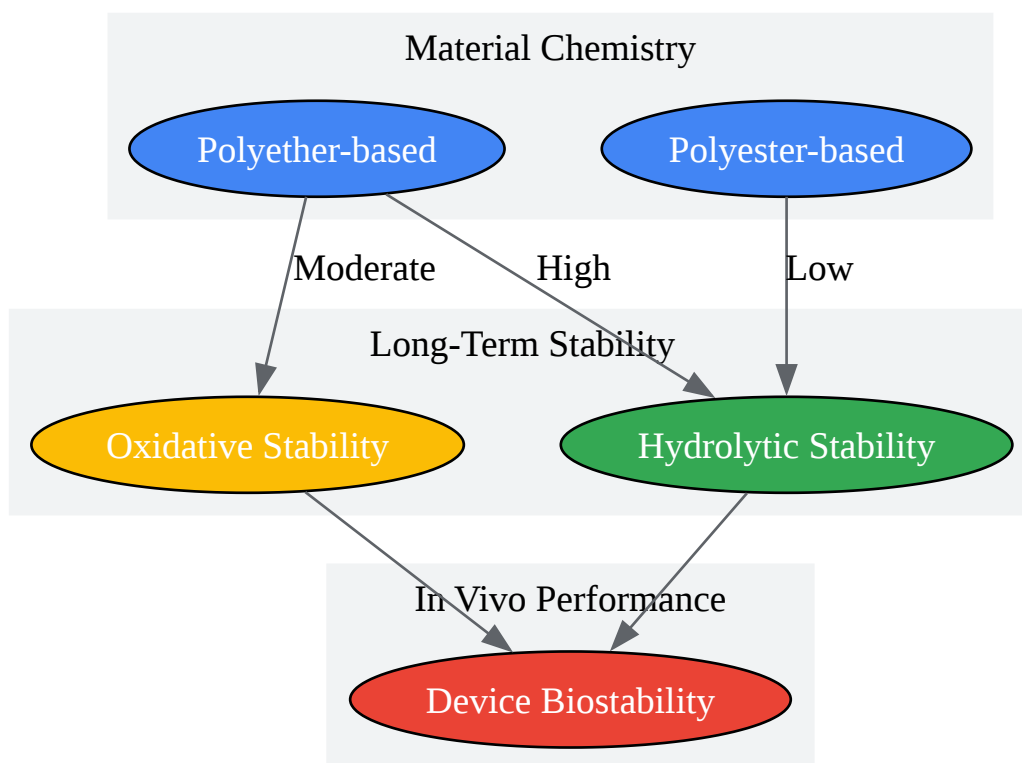 Material Chemistry
Polyether-based
Polyester-based
Moderate
High
Low
Long-Term Stability
Oxidative Stability
Hydrolytic Stability
In Vivo Performance
Device Biostability